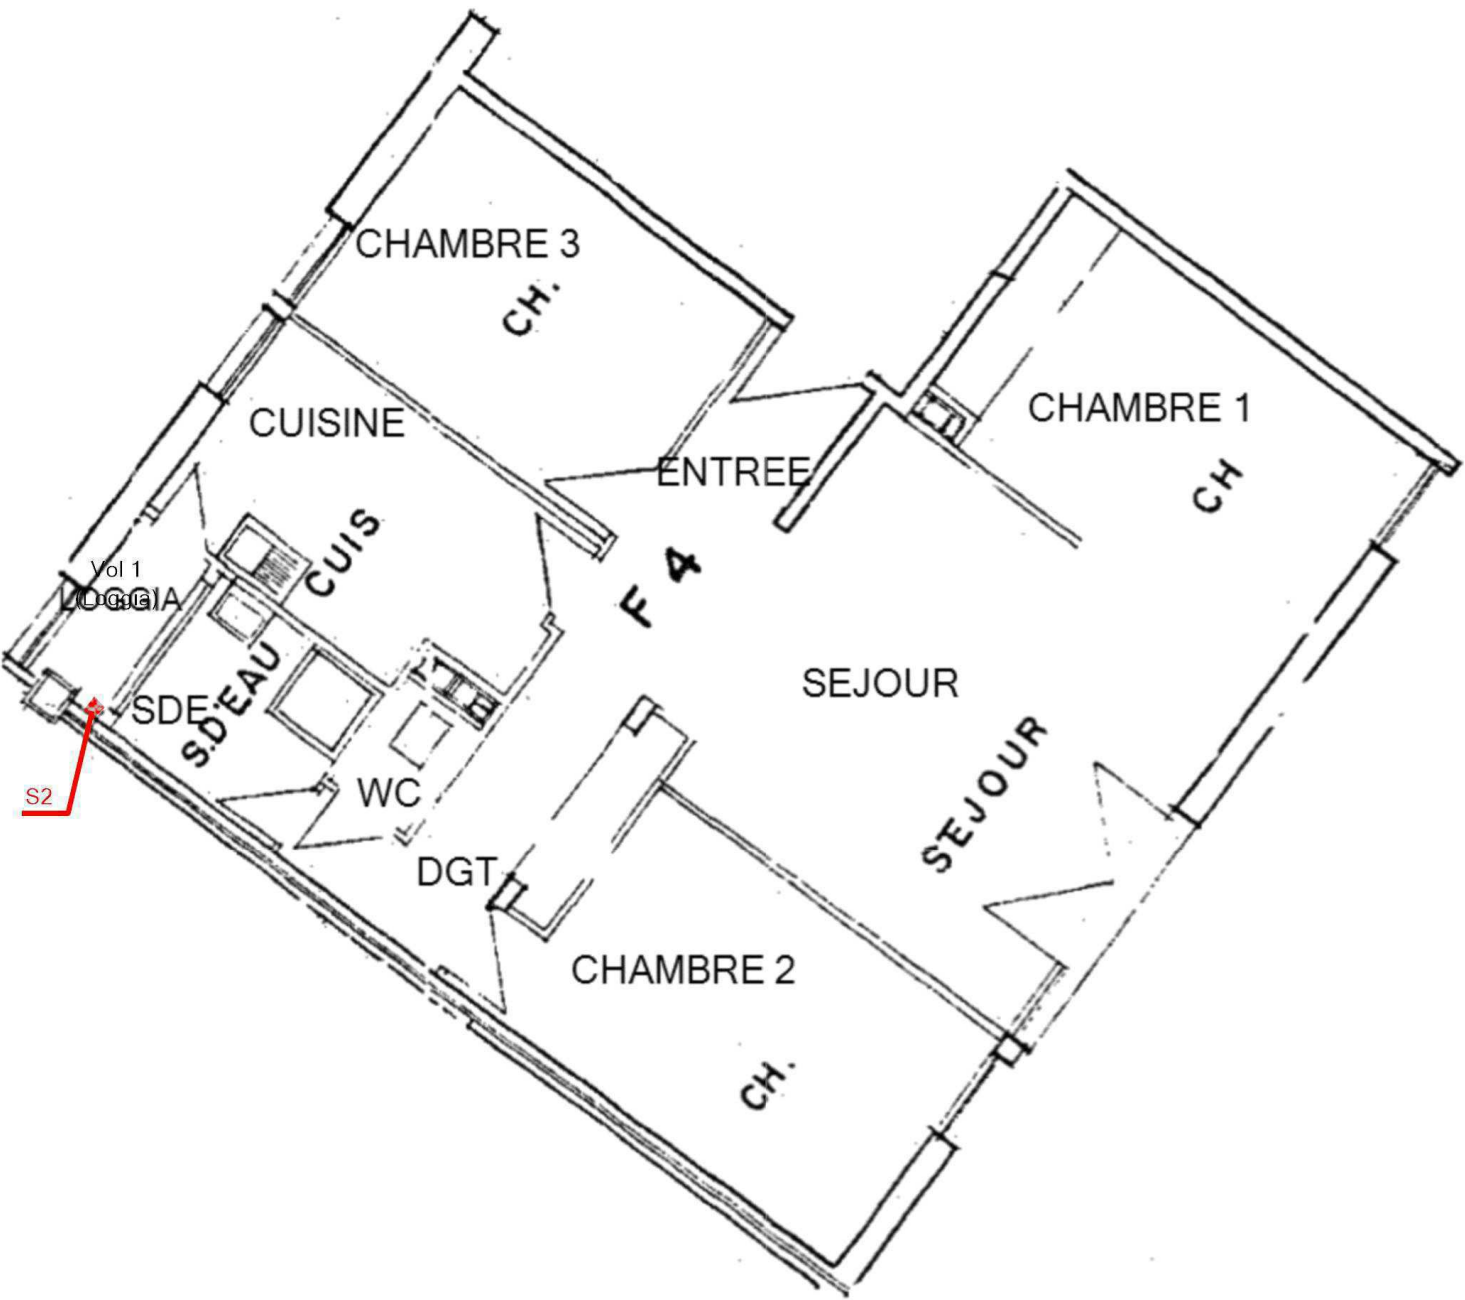 CHAMBRE 3
CH.
CHAMBRE 1
CH
CUISINE
ENTREE
CUIS
F 4
Vol 1
LOGGIA
(Loggia)
SDE
S.D'EAU
SEJOUR
SEJOUR
S2
WC
DGT
CHAMBRE 2
CH.